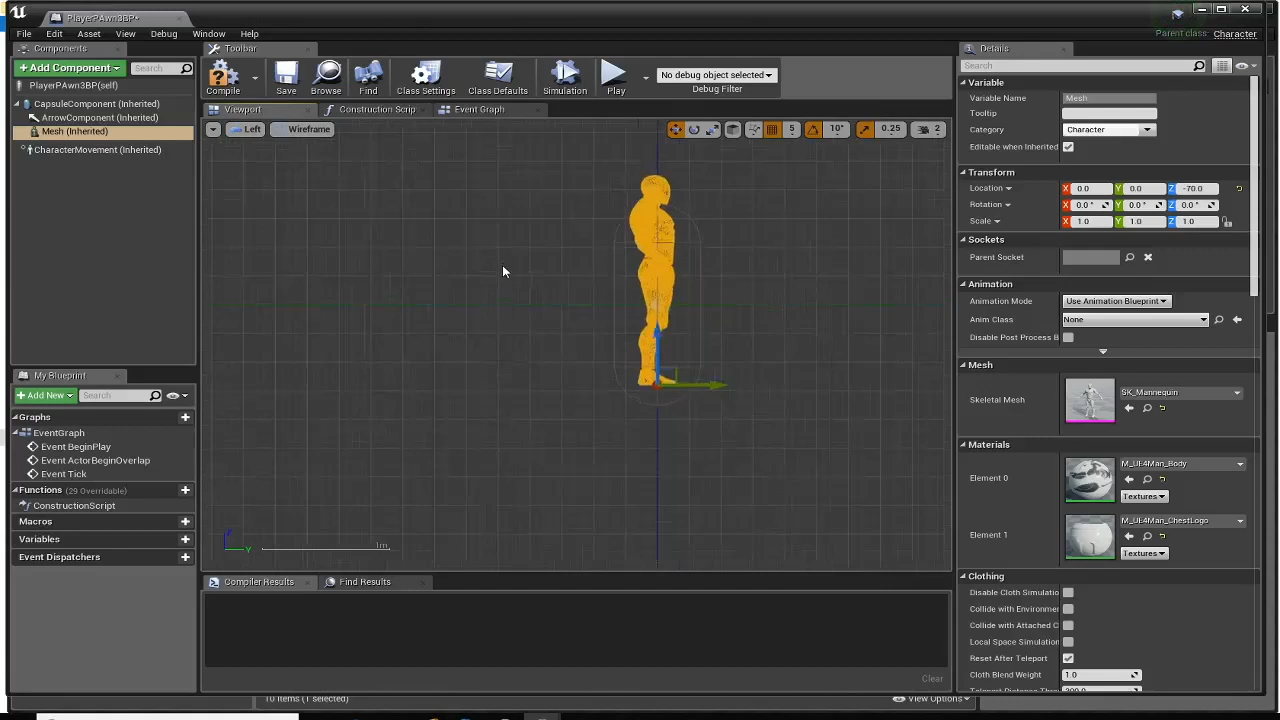 PlayerPAwn3BP*
File Edit Asset View Debug Window Help
Parent class: Character
Components
Toolbar
Details
Add Component
Search
Compile Save Browse Find Class Settings Class Defaults Simulation Play
No debug object selected
Debug Filter
PlayerPAwn3BP(self)
CapsuleComponent (Inherited)
ArrowComponent (Inherited)
Mesh (Inherited)
CharacterMovement (Inherited)
Viewport
Construction Scrip
Event Graph
Left
Wireframe
5
10°
0.25
2
Z
Y
1m
Search
Variable
Variable Name Mesh
Tooltip
Category Character
Editable when Inherited
Transform
Location X 0.0 Y 0.0 Z -70.0
Rotation X 0.0 ° Y 0.0 ° Z 0.0 °
Scale X 1.0 Y 1.0 Z 1.0
Sockets
Parent Socket
Animation
Animation Mode Use Animation Blueprint
Anim Class None
Disable Post Process B
Mesh
Skeletal Mesh SK_Mannequin
Materials
Element 0 M_UE4Man_Body
Textures
Element 1 M_UE4Man_ChestLogo
Textures
Clothing
Disable Cloth Simulatio
Collide with Environme
Collide with Attached C
Local Space Simulation
Reset After Teleport
Cloth Blend Weight 1.0
My Blueprint
Add New
Search
Graphs
EventGraph
Event BeginPlay
Event ActorBeginOverlap
Event Tick
Functions (29 Overridable)
ConstructionScript
Macros
Variables
Event Dispatchers
Compiler Results
Find Results
Clear
10 items (1 selected)
View Options